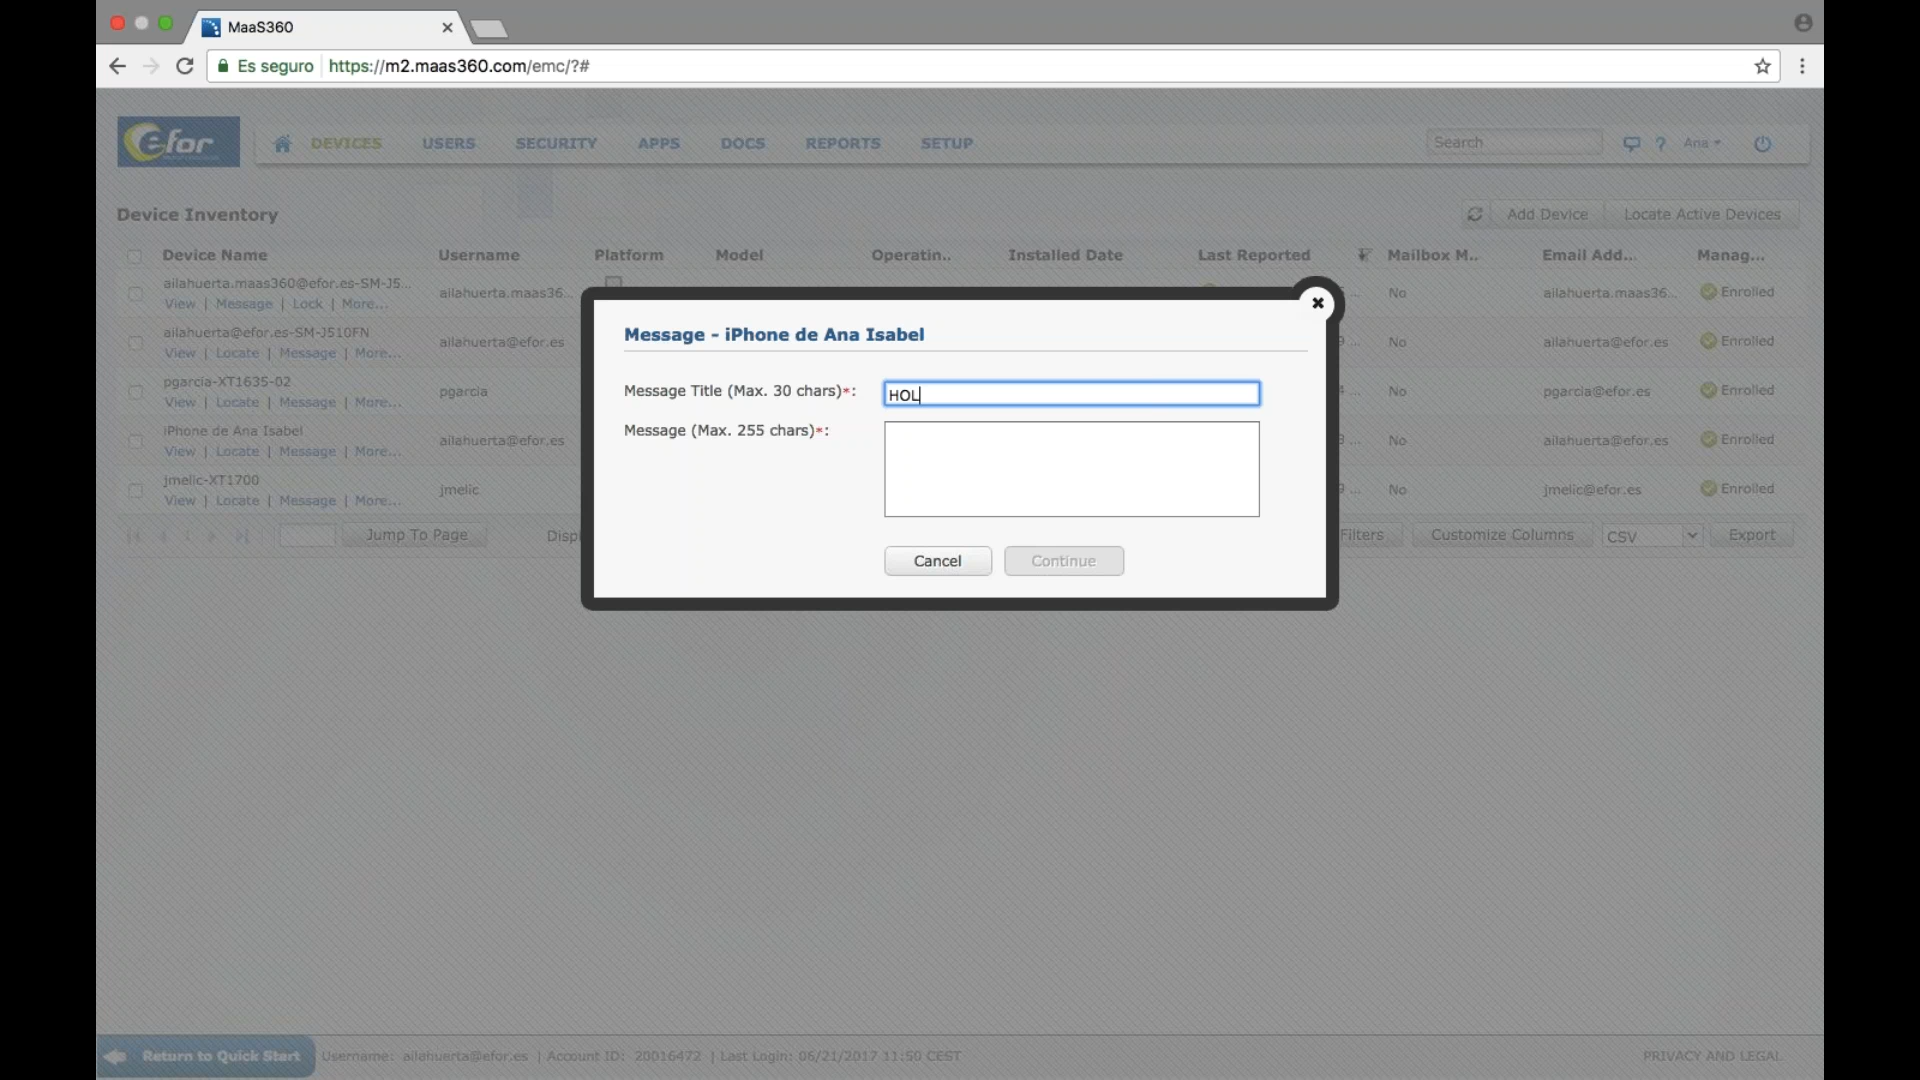 MaaS360
Es seguro https://m2.maas360.com/emc/?#
e-for DEVICES USERS SECURITY APPS DOCS REPORTS SETUP Search ? Ana
Device Inventory Add Device Locate Active Devices
Device Name Username Platform Model Operatin.. Installed Date Last Reported Mailbox M.. Email Add... Manag...
ailahuerta.maas360@efor.es-SM-J5...
View | Message | Lock | More... ailahuerta.maas36... No ailahuerta.maas36... Enrolled
ailahuerta@efor.es-SM-J510FN
View | Locate | Message | More... ailahuerta@efor.es No ailahuerta@efor.es Enrolled
pgarcia-XT1635-02
View | Locate | Message | More... pgarcia No pgarcia@efor.es Enrolled
iPhone de Ana Isabel
View | Locate | Message | More... ailahuerta@efor.es No ailahuerta@efor.es Enrolled
jmelic-XT1700
View | Locate | Message | More... jmelic No jmelic@efor.es Enrolled
1 Jump To Page Displ Filters Customize Columns CSV Export
Message - iPhone de Ana Isabel
Message Title (Max. 30 chars)*: HOL
Message (Max. 255 chars)*:
Cancel Continue
Return to Quick Start Username: ailahuerta@efor.es | Account ID: 20016472 | Last Login: 06/21/2017 11:50 CEST PRIVACY AND LEGAL